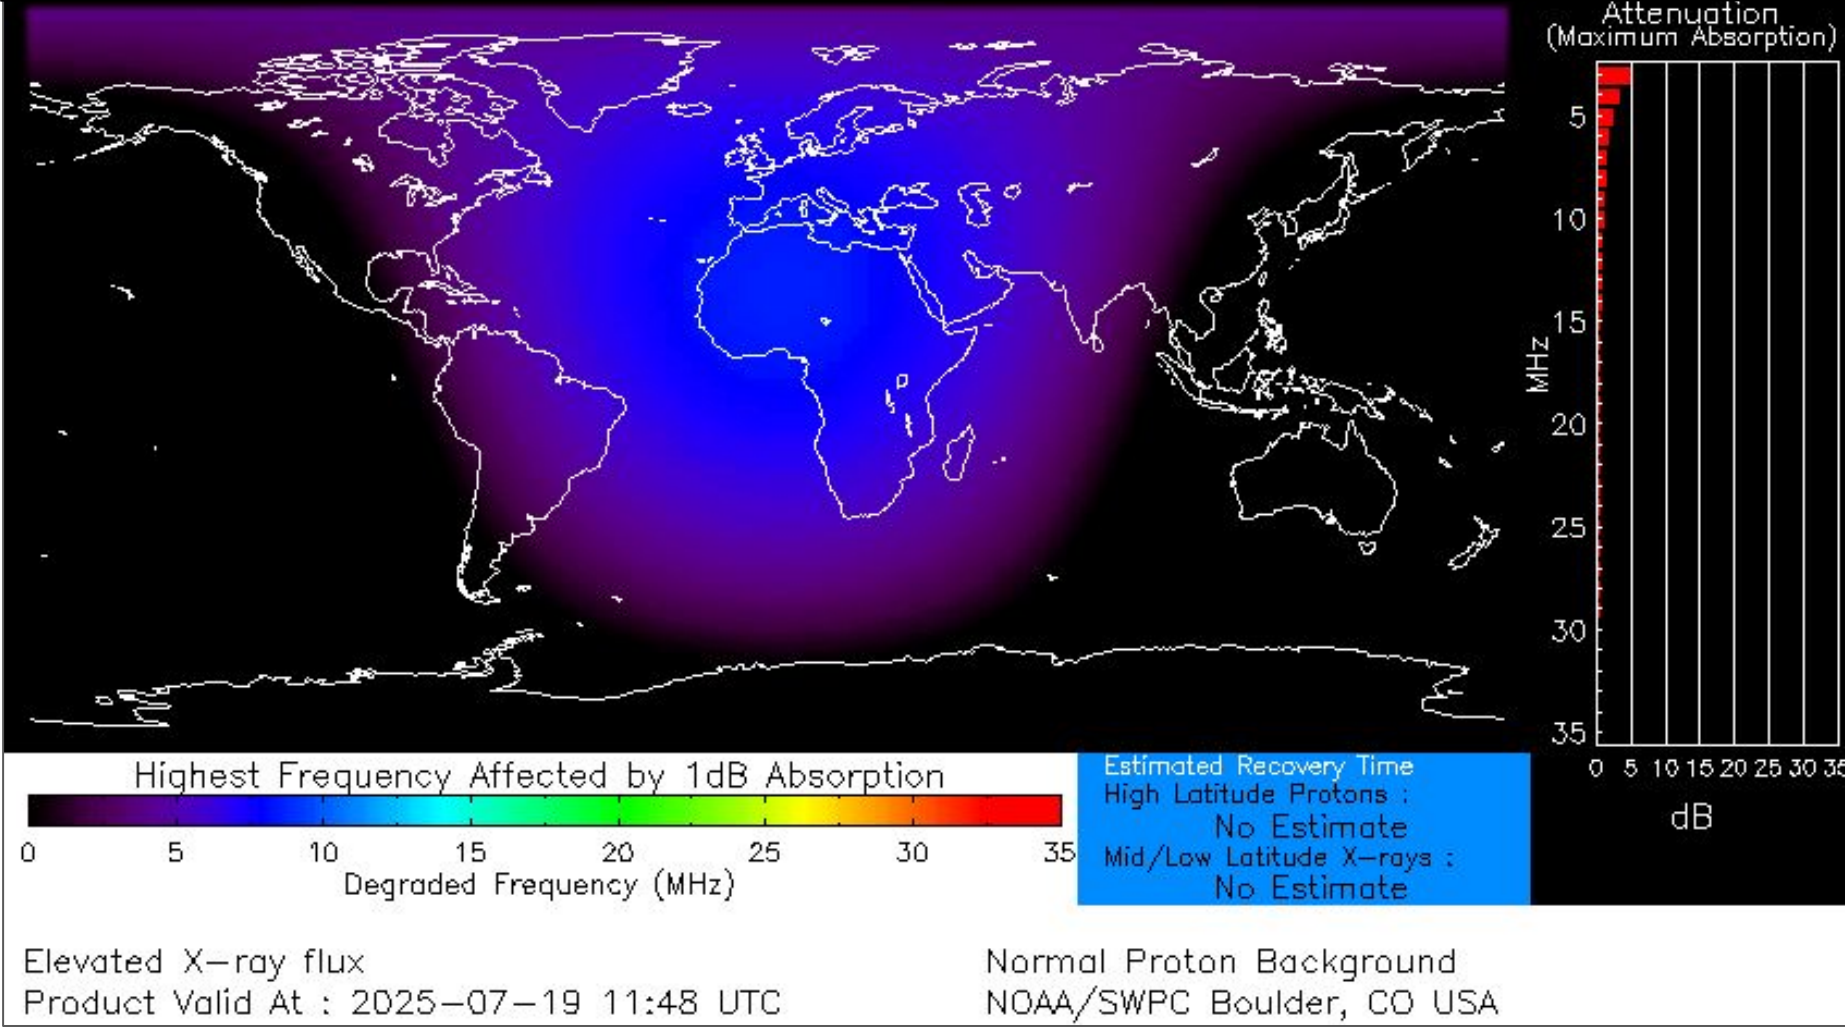 Attenuation
(Maximum Absorption)
5
10
15
20
25
30
35
MHz
0 5 10 15 20 25 30 35
dB
Highest Frequency Affected by 1dB Absorption
0 5 10 15 20 25 30 35
Degraded Frequency (MHz)
Estimated Recovery Time
High Latitude Protons :
No Estimate
Mid/Low Latitude X-rays :
No Estimate
Elevated X-ray flux
Normal Proton Background
Product Valid At : 2025-07-19 11:48 UTC
NOAA/SWPC Boulder, CO USA